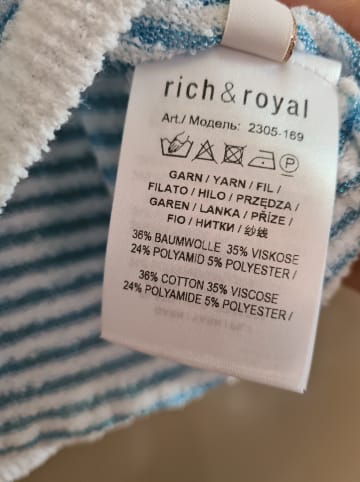 rich & royal
Art./ Модель: 2305-169
GARN / YARN / FIL /
FILATO / HILO / PRZĘDZA /
GAREN / LANKA / PŘÍZE /
FIO / НИТКИ / 纱线
36% BAUMWOLLE 35% VISKOSE
24% POLYAMID 5% POLYESTER /
36% COTTON 35% VISCOSE
24% POLYAMIDE 5% POLYESTER /